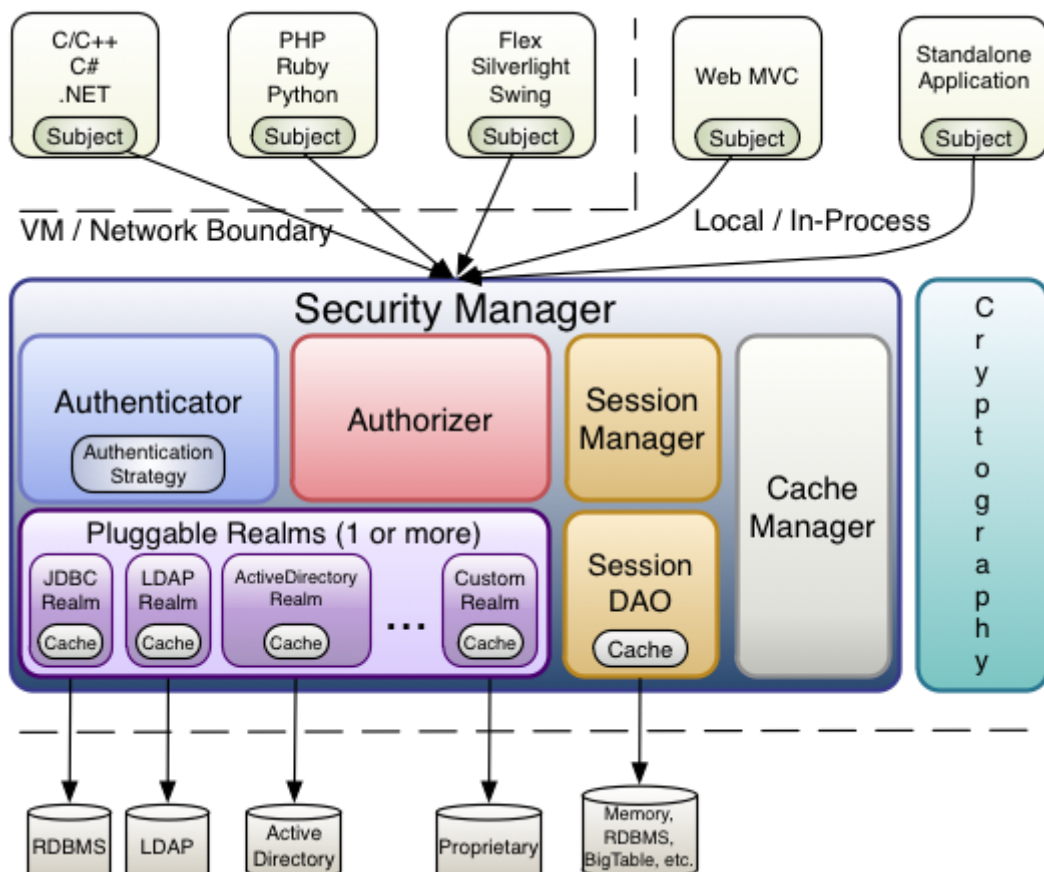 C/C++
C#
.NET
Subject
PHP
Ruby
Python
Subject
Flex
Silverlight
Swing
Subject
Web MVC
Subject
Standalone
Application
Subject
VM / Network Boundary
Local / In-Process
Security Manager
Authenticator
Authentication
Strategy
Authorizer
Session
Manager
Cache
Manager
Cryptography
Pluggable Realms (1 or more)
JDBC
Realm
Cache
LDAP
Realm
Cache
ActiveDirectory
Realm
Cache
...
Custom
Realm
Cache
Session
DAO
Cache
RDBMS
LDAP
Active
Directory
Proprietary
Memory,
RDBMS,
BigTable, etc.